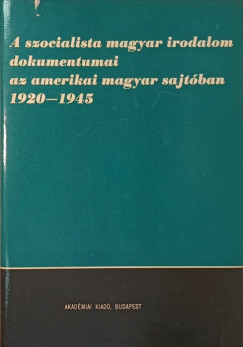 A szocialista magyar irodalom
dokumentumai
az amerikai magyar sajtóban
1920—1945
AKADÉMIAI KIADÓ, BUDAPEST